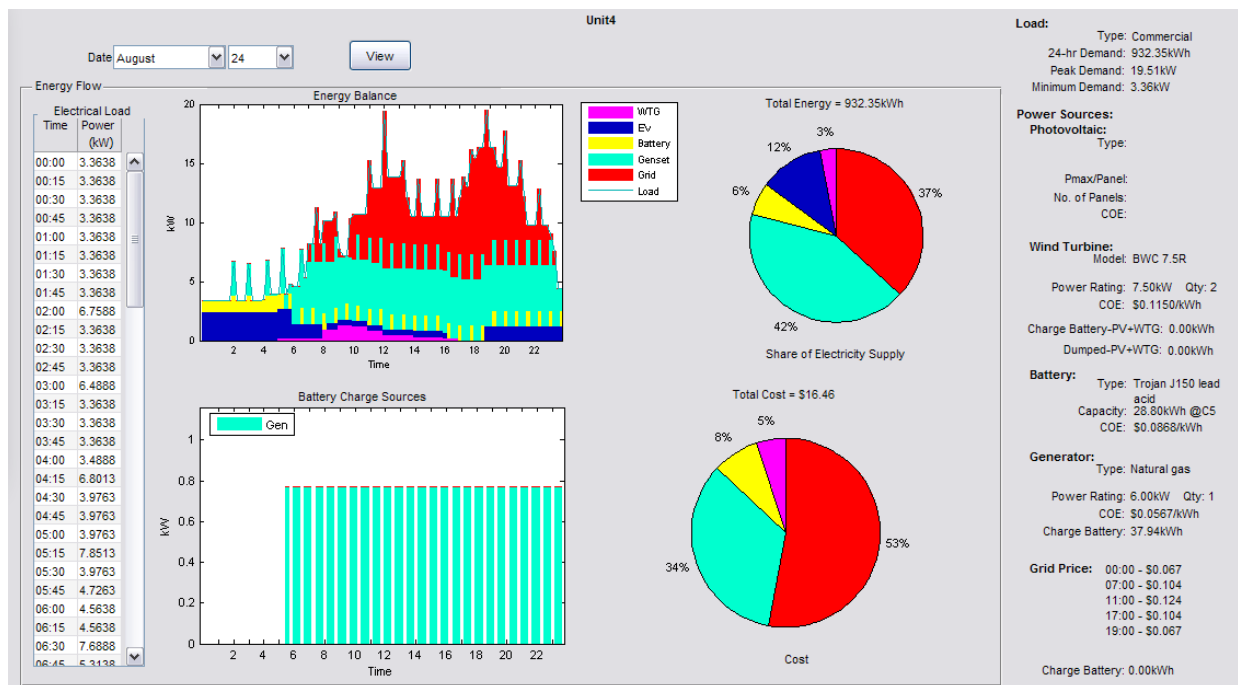 Unit4
Date August 24 View
Energy Flow
Electrical Load
Time Power
(kW)
00:00 3.3638
00:15 3.3638
00:30 3.3638
00:45 3.3638
01:00 3.3638
01:15 3.3638
01:30 3.3638
01:45 3.3638
02:00 6.7588
02:15 3.3638
02:30 3.3638
02:45 3.3638
03:00 6.4888
03:15 3.3638
03:30 3.3638
03:45 3.3638
04:00 3.4888
04:15 6.8013
04:30 3.9763
04:45 3.9763
05:00 3.9763
05:15 7.8513
05:30 3.9763
05:45 4.7263
06:00 4.5638
06:15 4.5638
06:30 7.6888
06:45 5.3138
Energy Balance
20
15
10
5
0
kW
2 4 6 8 10 12 14 16 18 20 22
Time
WTG
Ev
Battery
Genset
Grid
Load
Total Energy = 932.35kWh
3%
12%
6%
37%
42%
Share of Electricity Supply
Battery Charge Sources
Gen
1
0.8
0.6
0.4
0.2
0
kW
2 4 6 8 10 12 14 16 18 20 22
Time
Total Cost = $16.46
5%
8%
34%
53%
Cost
Load:
Type: Commercial
24-hr Demand: 932.35kWh
Peak Demand: 19.51kW
Minimum Demand: 3.36kW
Power Sources:
Photovoltaic:
Type:
Pmax/Panel:
No. of Panels:
COE:
Wind Turbine:
Model: BWC 7.5R
Power Rating: 7.50kW Qty: 2
COE: $0.1150/kWh
Charge Battery-PV+WTG: 0.00kWh
Dumped-PV+WTG: 0.00kWh
Battery:
Type: Trojan J150 lead
acid
Capacity: 28.80kWh @C5
COE: $0.0868/kWh
Generator:
Type: Natural gas
Power Rating: 6.00kW Qty: 1
COE: $0.0567/kWh
Charge Battery: 37.94kWh
Grid Price: 00:00 - $0.067
07:00 - $0.104
11:00 - $0.124
17:00 - $0.104
19:00 - $0.067
Charge Battery: 0.00kWh